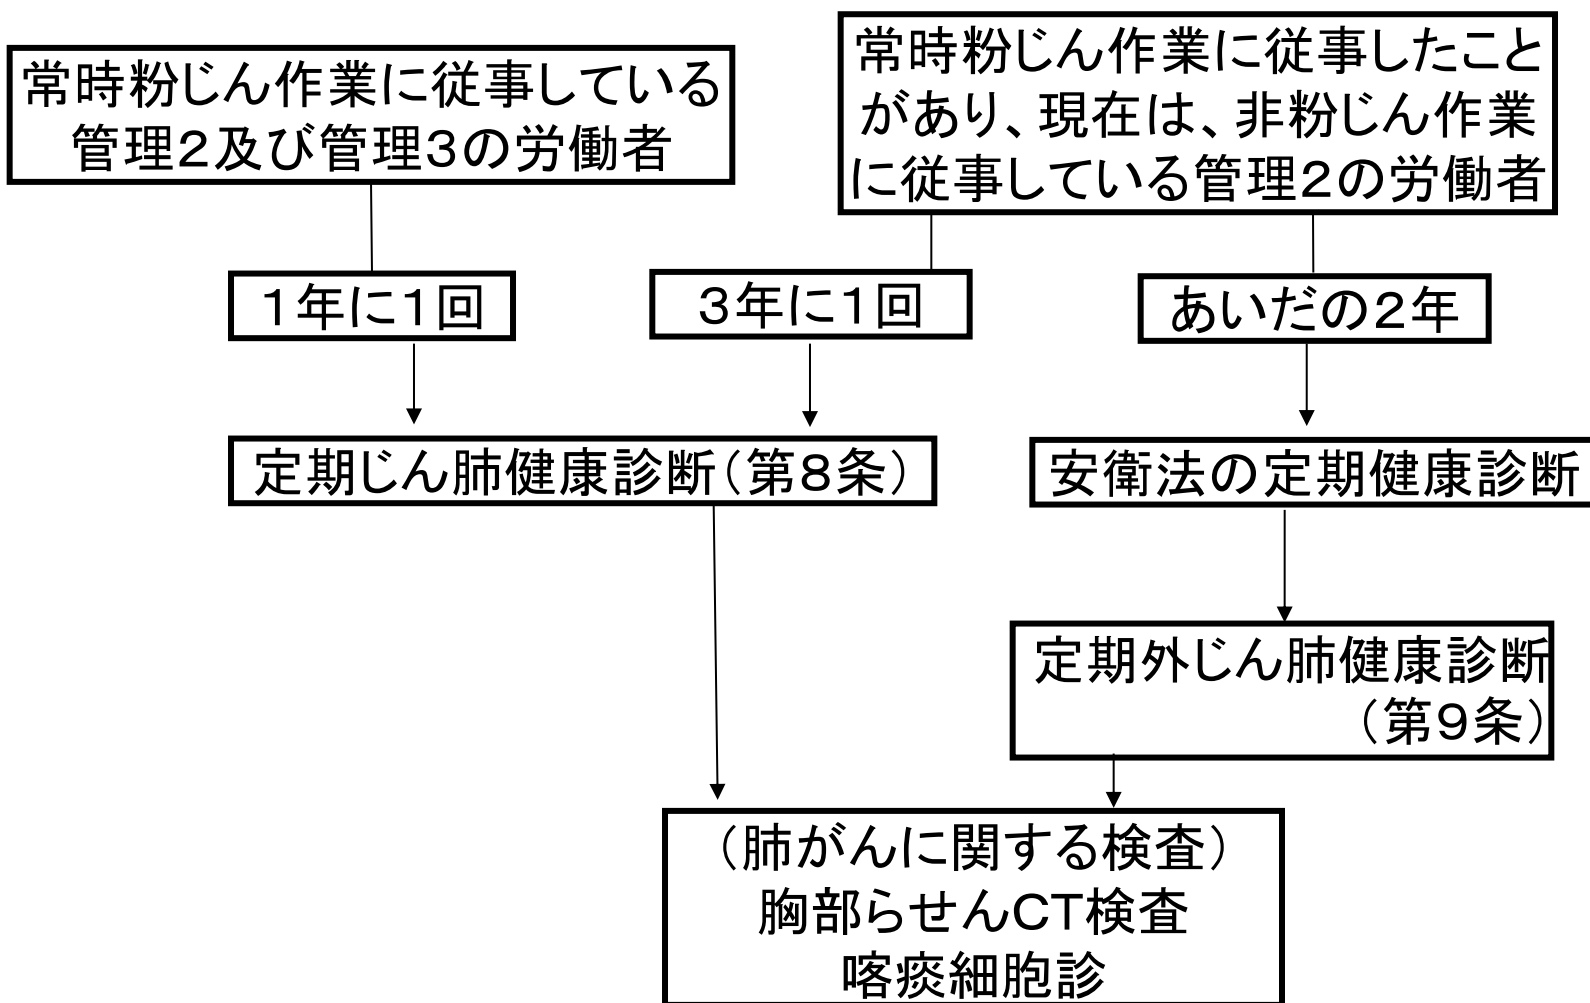 常時粉じん作業に従事している
管理２及び管理３の労働者
常時粉じん作業に従事したこと
があり、現在は、非粉じん作業
に従事している管理２の労働者
１年に１回
３年に１回
あいだの２年
定期じん肺健康診断（第８条）
安衛法の定期健康診断
定期外じん肺健康診断
（第９条）
（肺がんに関する検査）
胸部らせんCT検査
喀痰細胞診